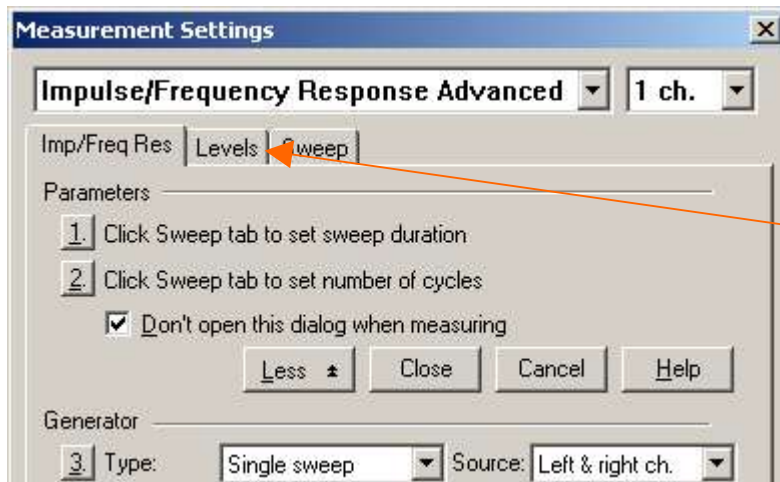 Measurement Settings
Impulse/Frequency Response Advanced 1 ch.
Imp/Freq Res Levels Sweep
Parameters
1. Click Sweep tab to set sweep duration
2. Click Sweep tab to set number of cycles
Don't open this dialog when measuring
Less Close Cancel Help
Generator
3. Type: Single sweep Source: Left & right ch.